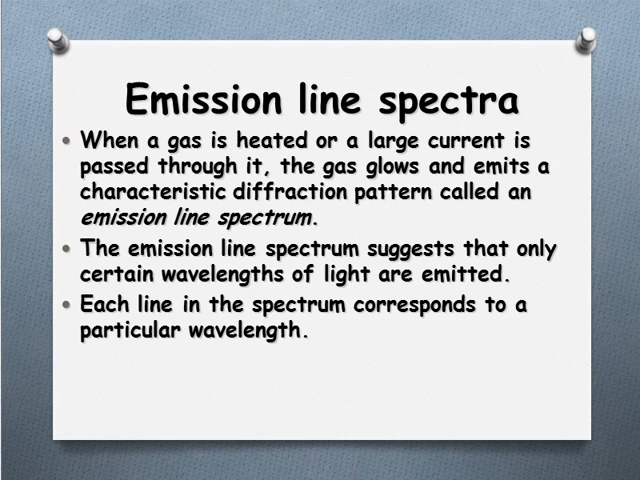 Emission line spectra
• When a gas is heated or a large current is
passed through it, the gas glows and emits a
characteristic diffraction pattern called an
emission line spectrum.
• The emission line spectrum suggests that only
certain wavelengths of light are emitted.
• Each line in the spectrum corresponds to a
particular wavelength.